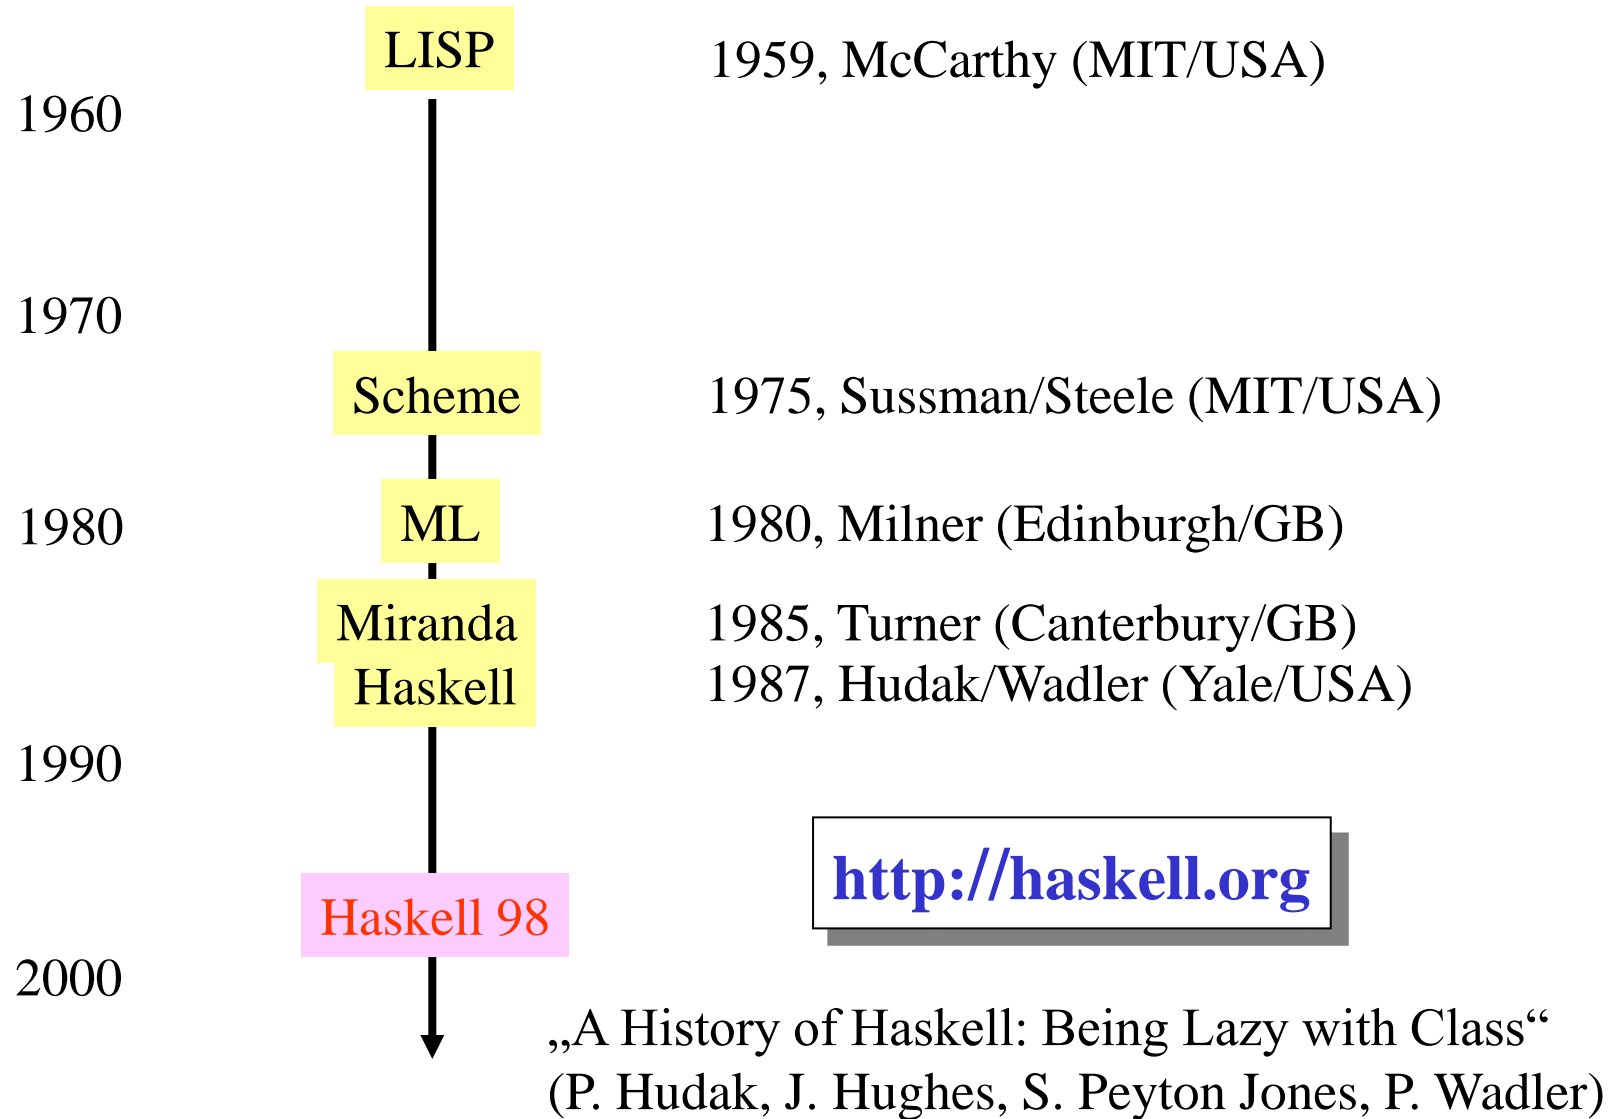 LISP 1959, McCarthy (MIT/USA)
1960
1970
Scheme 1975, Sussman/Steele (MIT/USA)
1980 ML 1980, Milner (Edinburgh/GB)
Miranda 1985, Turner (Canterbury/GB)
Haskell 1987, Hudak/Wadler (Yale/USA)
1990
http://haskell.org
Haskell 98
2000
„A History of Haskell: Being Lazy with Class“
(P. Hudak, J. Hughes, S. Peyton Jones, P. Wadler)